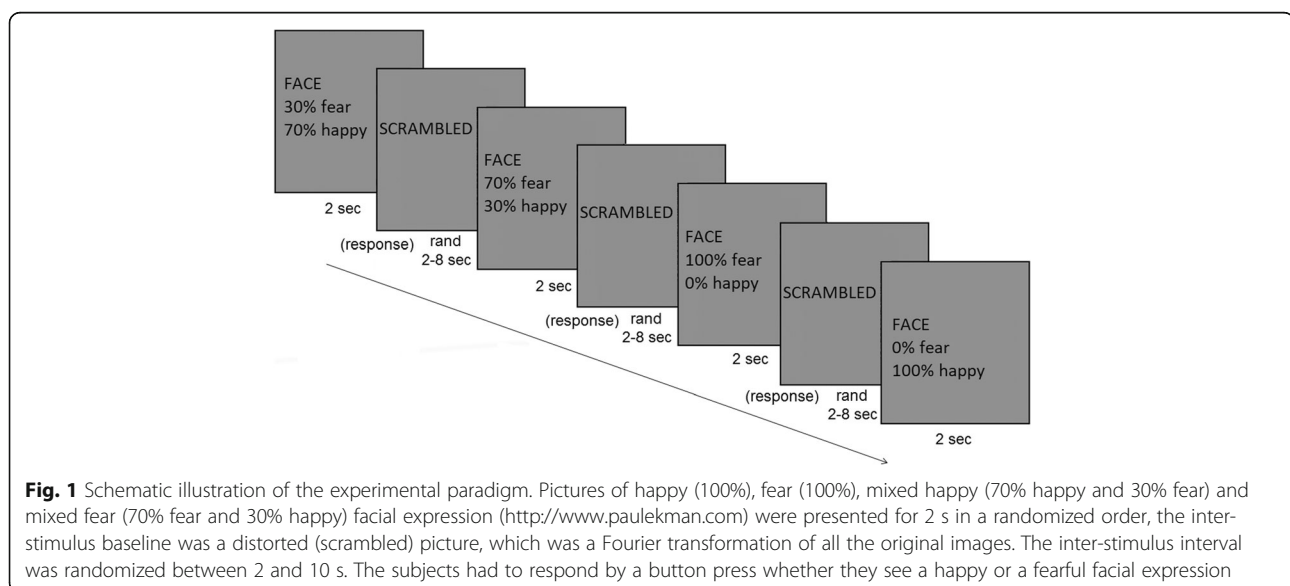 FACE
30% fear
70% happy
2 sec
SCRAMBLED
(response) rand
2-8 sec
FACE
70% fear
30% happy
2 sec
SCRAMBLED
(response) rand
2-8 sec
FACE
100% fear
0% happy
2 sec
SCRAMBLED
(response) rand
2-8 sec
FACE
0% fear
100% happy
2 sec
Fig. 1 Schematic illustration of the experimental paradigm. Pictures of happy (100%), fear (100%), mixed happy (70% happy and 30% fear) and
mixed fear (70% fear and 30% happy) facial expression (http://www.paulekman.com) were presented for 2 s in a randomized order, the inter-
stimulus baseline was a distorted (scrambled) picture, which was a Fourier transformation of all the original images. The inter-stimulus interval
was randomized between 2 and 10 s. The subjects had to respond by a button press whether they see a happy or a fearful facial expression